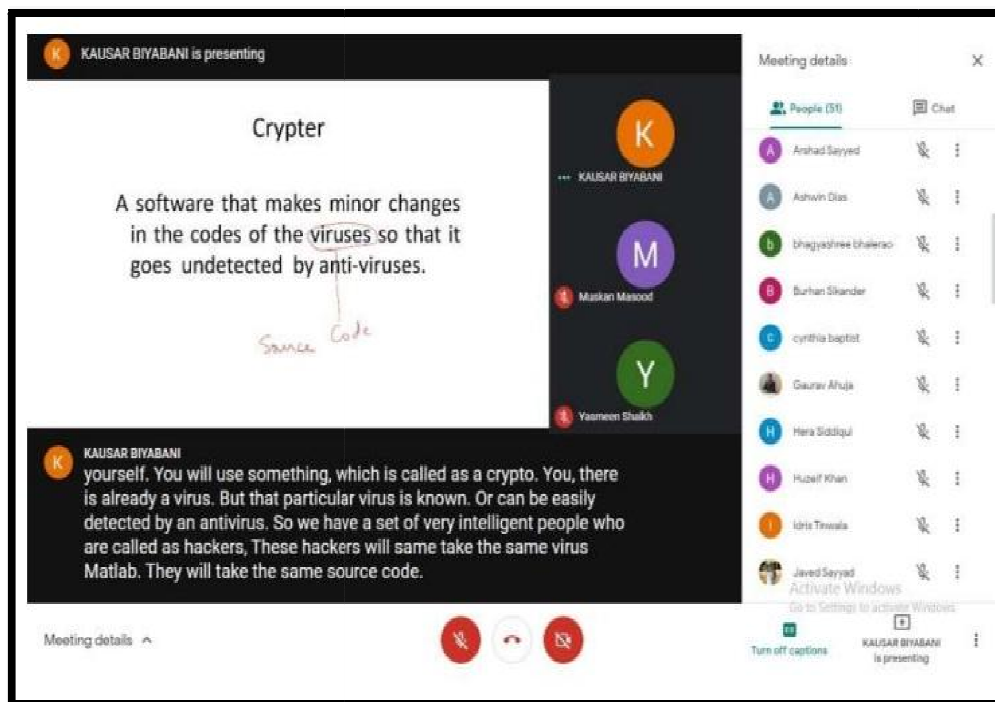 K KAUSAR BIYABANI is presenting
Crypter
A software that makes minor changes
in the codes of the viruses so that it
goes undetected by anti-viruses.
Source Code
K
KAUSAR BIYABANI
M
Muskan Masood
Y
Yasmeen Shaikh
K KAUSAR BIYABANI
yourself. You will use something, which is called as a crypto. You, there
is already a virus. But that particular virus is known. Or can be easily
detected by an antivirus. So we have a set of very intelligent people who
are called as hackers, These hackers will same take the same virus
Matlab. They will take the same source code.
Meeting details
People (51) Chat
A Arshad Sayyed
A Ashwin Dias
b bhagyashree bhalerao
B Burhan Sikander
c cynthia baptist
Gaurav Ahuja
H Hera Siddiqui
H Huzeif Khan
I Idris Tinwala
Javed Sayyad
Activate Windows
Go to Settings to activate Windows
Meeting details
Turn off captions
KAUSAR BIYABANI
is presenting